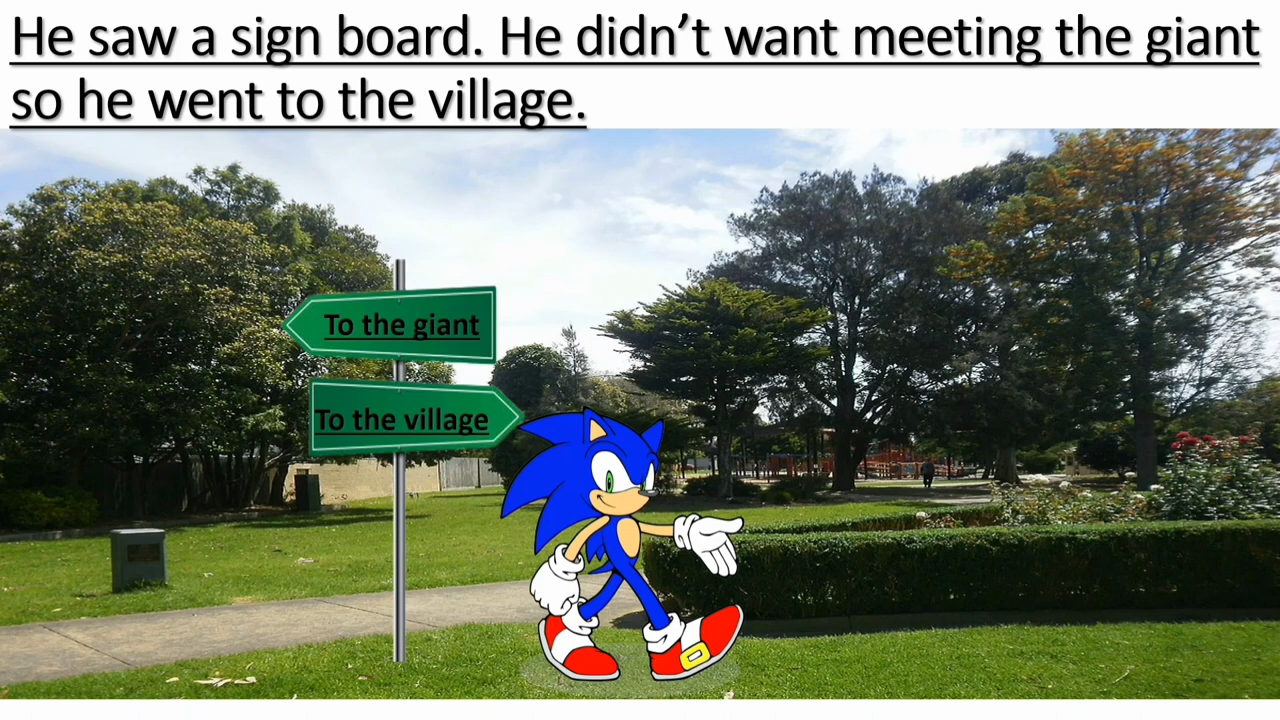 He saw a sign board. He didn’t want meeting the giant
so he went to the village.
To the giant
To the village